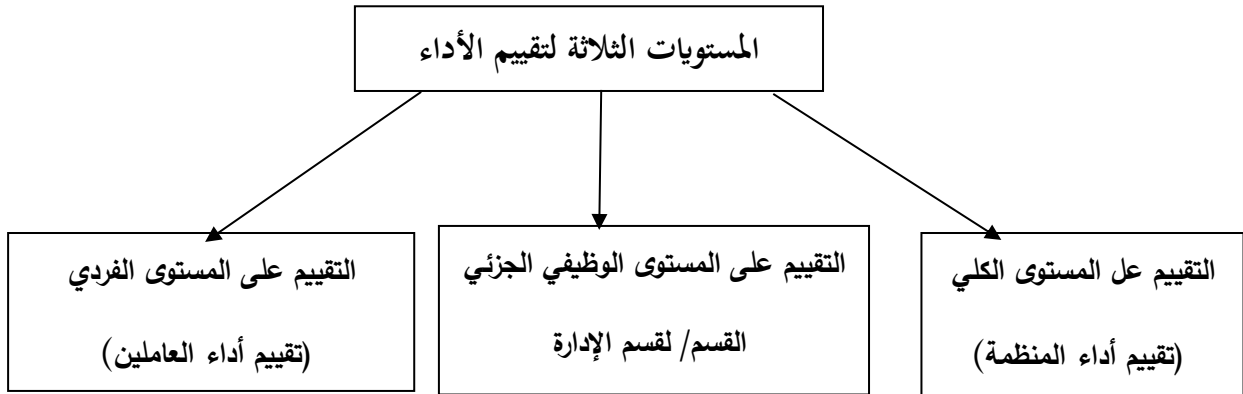 المستويات الثلاثة لتقييم الأداء
التقييم عل المستوى الكلي
(تقييم أداء المنظمة)
التقييم على المستوى الوظيفي الجزئي
القسم/ لقسم الإدارة
التقييم على المستوى الفردي
(تقييم أداء العاملين)